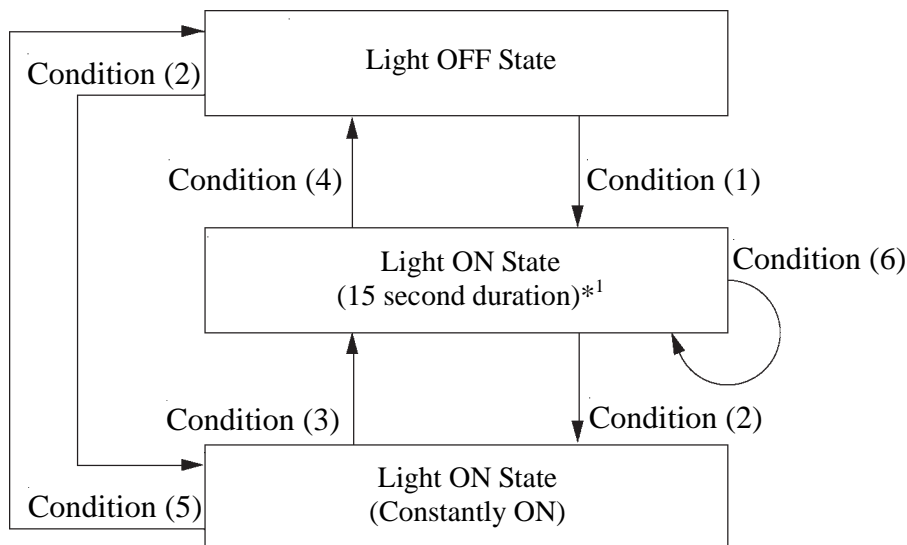 Light OFF State
Condition (2)
Condition (4)
Condition (1)
Light ON State
(15 second duration)*1
Condition (6)
Condition (3)
Condition (2)
Light ON State
(Constantly ON)
Condition (5)